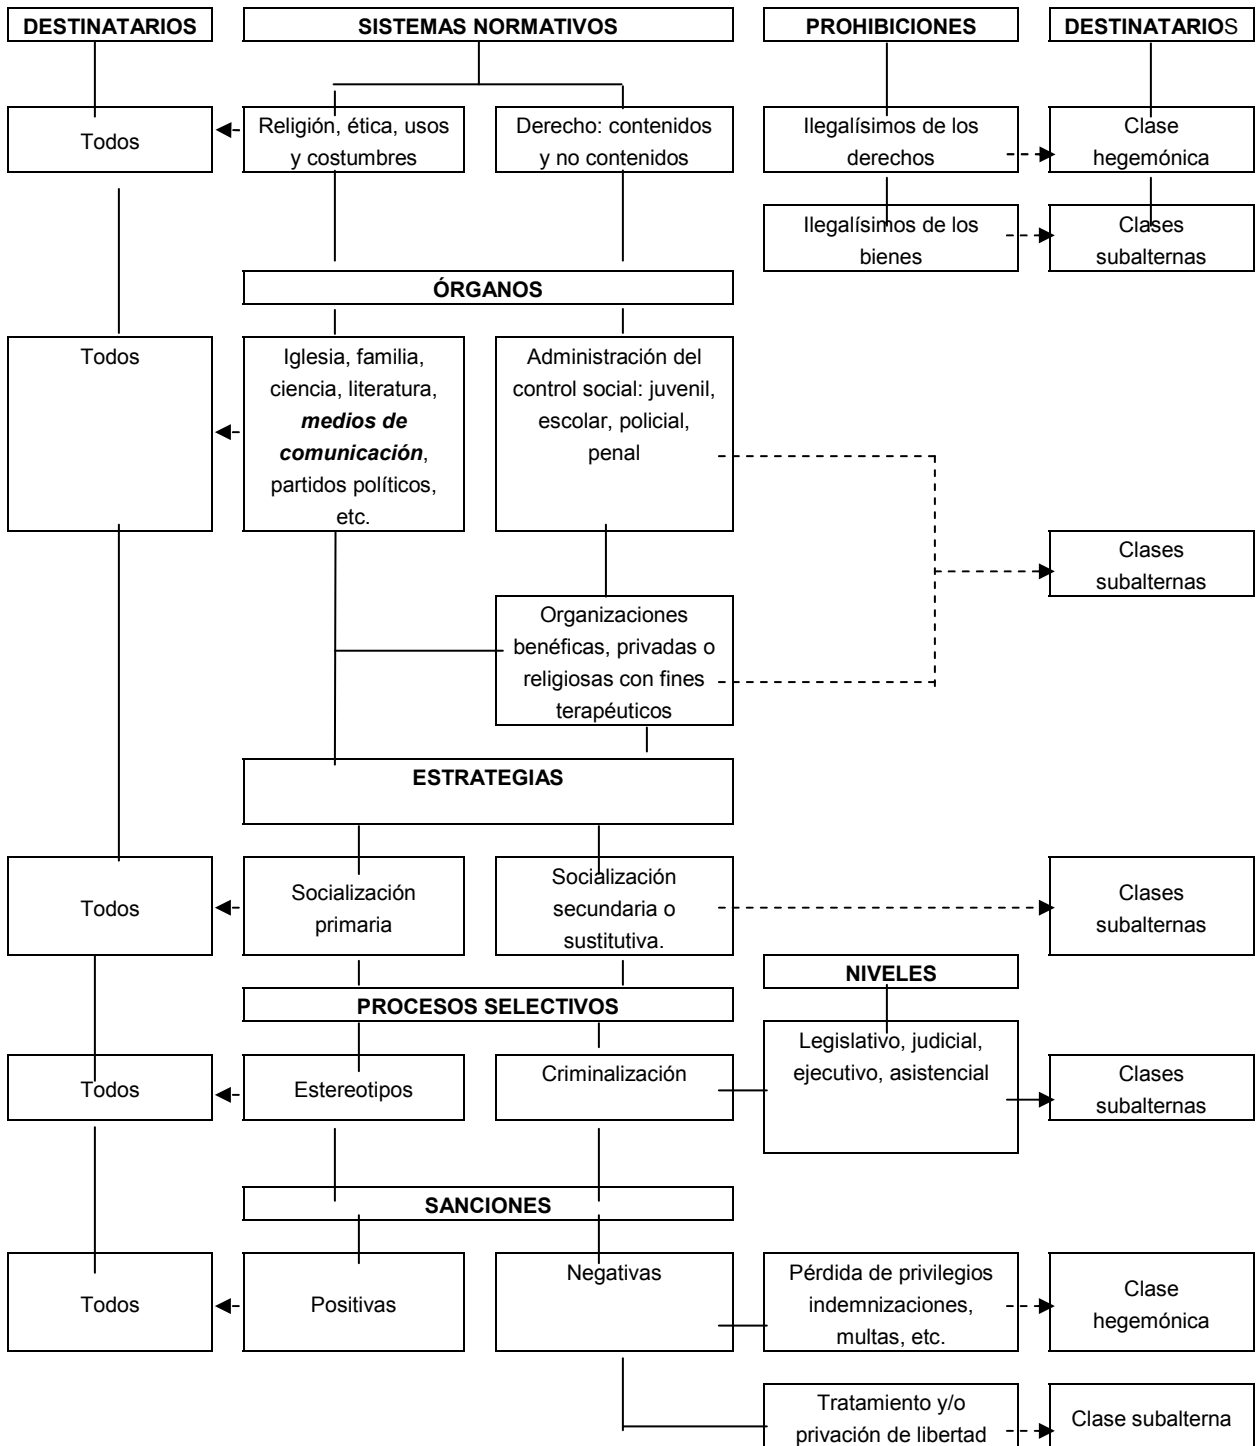 DESTINATARIOS
SISTEMAS NORMATIVOS
PROHIBICIONES
DESTINATARIOS
Todos
Religión, ética, usos
y costumbres
Derecho: contenidos
y no contenidos
Ilegalísimos de los
derechos
Clase
hegemónica
Ilegalísimos de los
bienes
Clases
subalternas
ÓRGANOS
Todos
Iglesia, familia,
ciencia, literatura,
medios de
comunicación,
partidos políticos,
etc.
Administración del
control social: juvenil,
escolar, policial,
penal
Clases
subalternas
Organizaciones
benéficas, privadas o
religiosas con fines
terapéuticos
ESTRATEGIAS
Todos
Socialización
primaria
Socialización
secundaria o
sustitutiva.
Clases
subalternas
NIVELES
PROCESOS SELECTIVOS
Todos
Estereotipos
Criminalización
Legislativo, judicial,
ejecutivo, asistencial
Clases
subalternas
SANCIONES
Todos
Positivas
Negativas
Pérdida de privilegios
indemnizaciones,
multas, etc.
Clase
hegemónica
Tratamiento y/o
privación de libertad
Clase subalterna